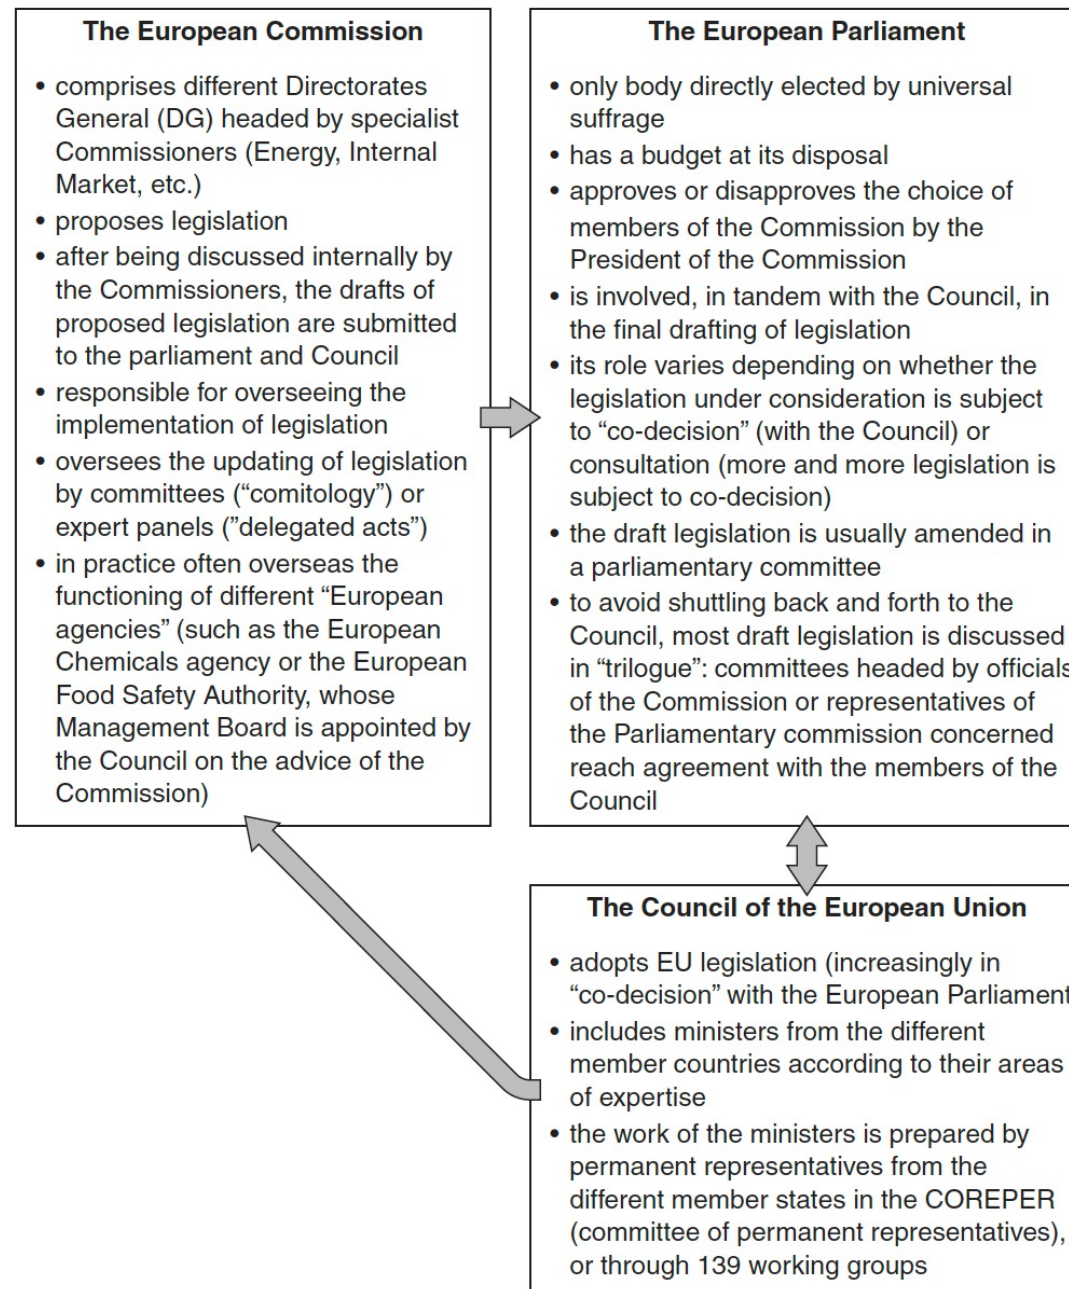 The European Commission
• comprises different Directorates
General (DG) headed by specialist
Commissioners (Energy, Internal
Market, etc.)
• proposes legislation
• after being discussed internally by
the Commissioners, the drafts of
proposed legislation are submitted
to the parliament and Council
• responsible for overseeing the
implementation of legislation
• oversees the updating of legislation
by committees (“comitology”) or
expert panels (”delegated acts”)
• in practice often overseas the
functioning of different “European
agencies” (such as the European
Chemicals agency or the European
Food Safety Authority, whose
Management Board is appointed by
the Council on the advice of the
Commission)
The European Parliament
• only body directly elected by universal
suffrage
• has a budget at its disposal
• approves or disapproves the choice of
members of the Commission by the
President of the Commission
• is involved, in tandem with the Council, in
the final drafting of legislation
• its role varies depending on whether the
legislation under consideration is subject
to “co-decision” (with the Council) or
consultation (more and more legislation is
subject to co-decision)
• the draft legislation is usually amended in
a parliamentary committee
• to avoid shuttling back and forth to the
Council, most draft legislation is discussed
in “trilogue”: committees headed by officials
of the Commission or representatives of
the Parliamentary commission concerned
reach agreement with the members of the
Council
The Council of the European Union
• adopts EU legislation (increasingly in
“co-decision” with the European Parliament
• includes ministers from the different
member countries according to their areas
of expertise
• the work of the ministers is prepared by
permanent representatives from the
different member states in the COREPER
(committee of permanent representatives),
or through 139 working groups